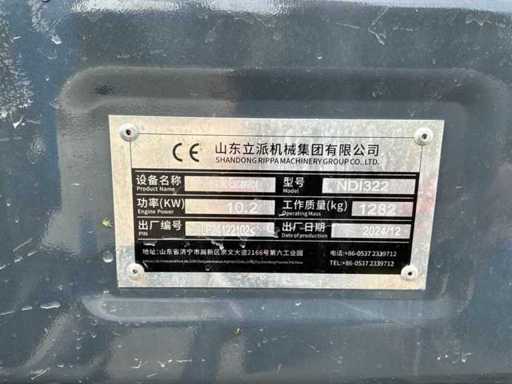 CE 山东立派机械集团有限公司
SHANDONG RIPPA MACHINERY GROUP CO., LTD.
设备名称 型号 NDI322
Product Name Model
功率(KW) 10.2 工作质量(kg) 1282
Engine Power Operating Mass
出厂编号 出厂日期 2024/12
PIN Date of production
地址:山东省济宁市高新区崇文大道2166号第六工业园 电话:+86-0537 2339712
TEL:+86-0537 2339712